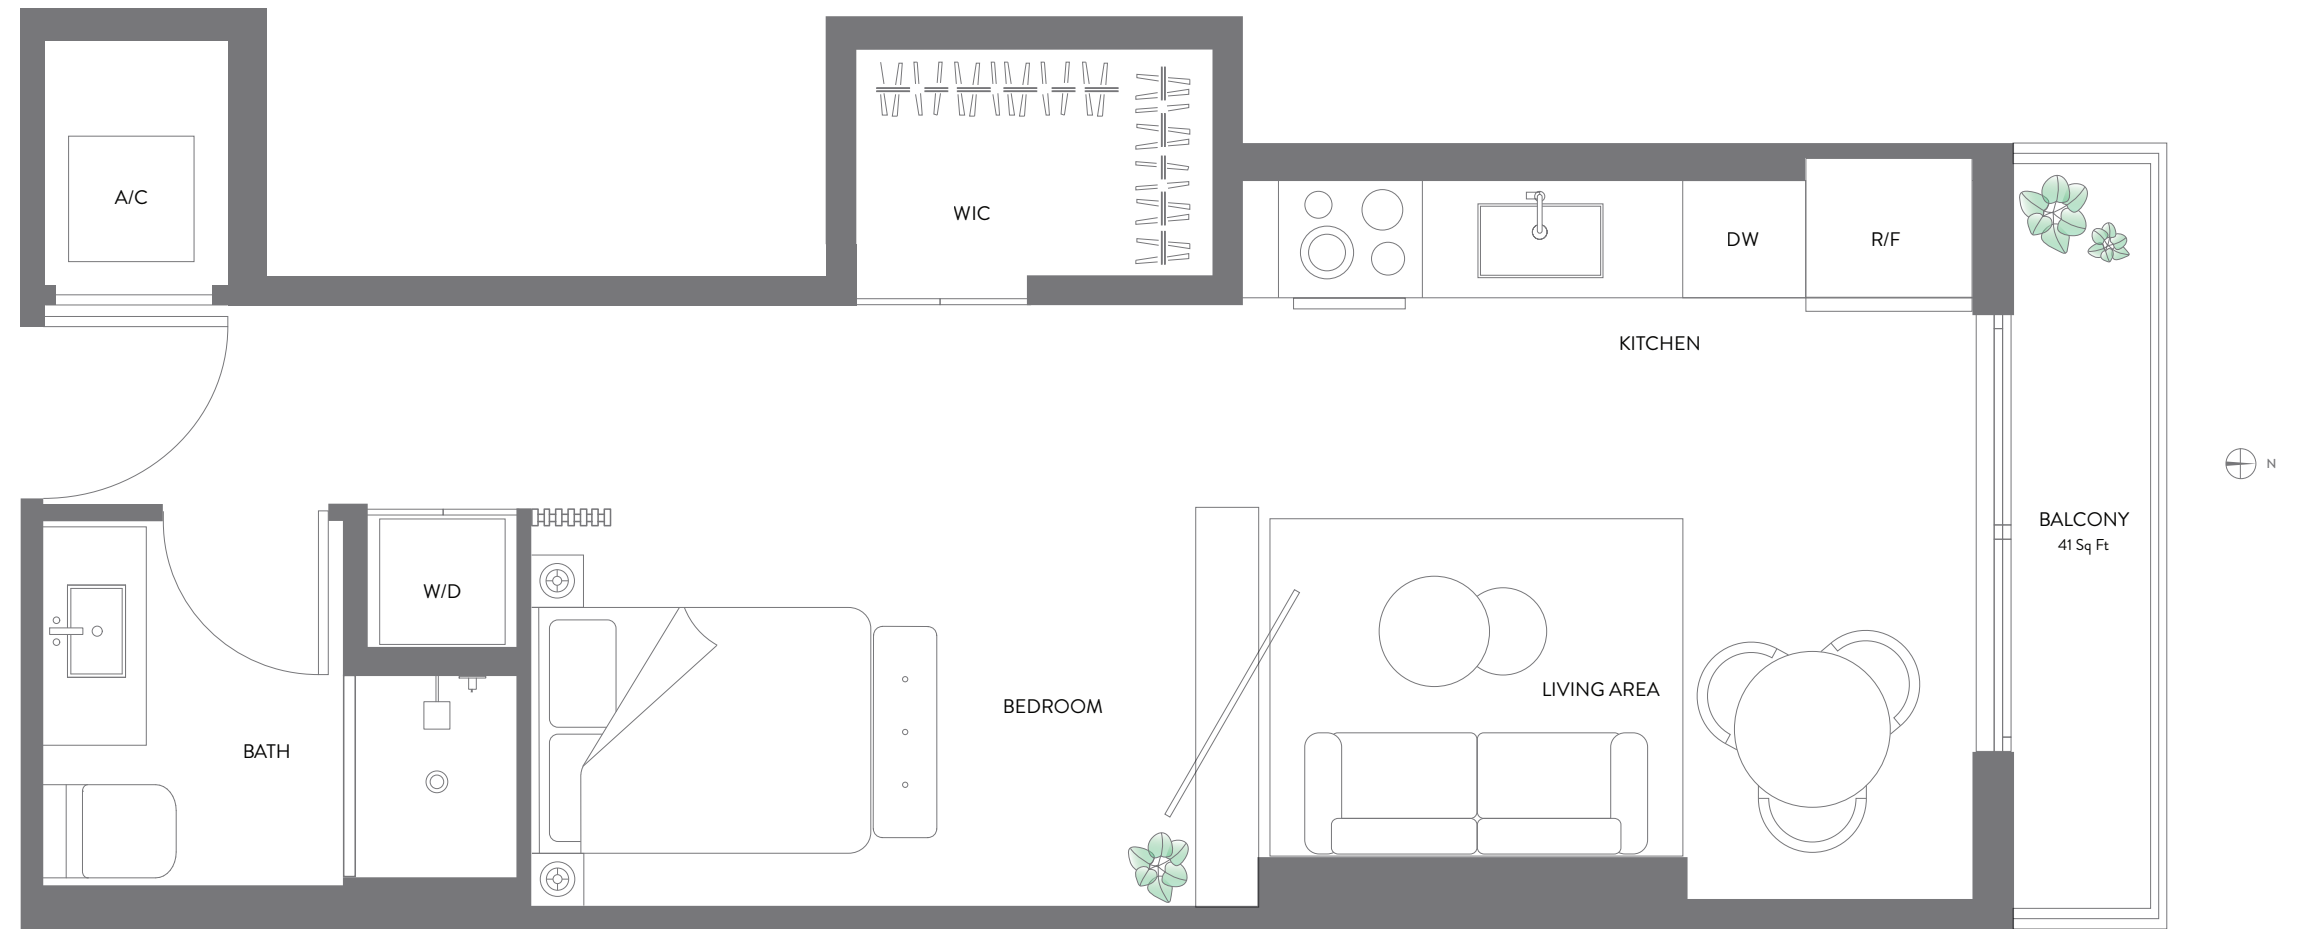 A/C
WIC
DW
R/F
KITCHEN
N
BALCONY
41 Sq Ft
W/D
LIVING AREA
BEDROOM
BATH